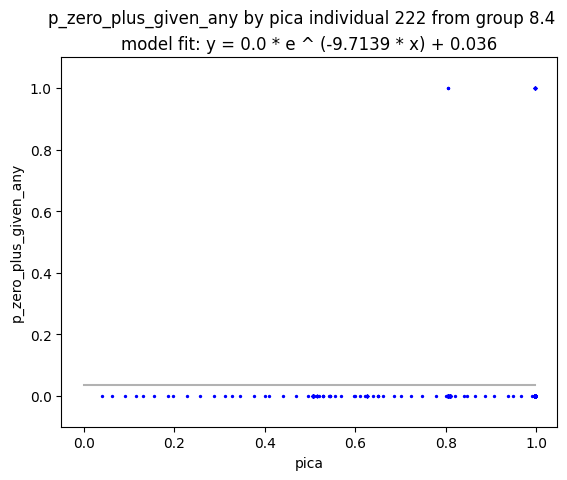 p_zero_plus_given_any by pica individual 222 from group 8.4
model fit: y = 0.0 * e ^ (-9.7139 * x) + 0.036
1.0
0.8
0.6
0.4
0.2
0.0
p_zero_plus_given_any
0.0 0.2 0.4 0.6 0.8 1.0
pica